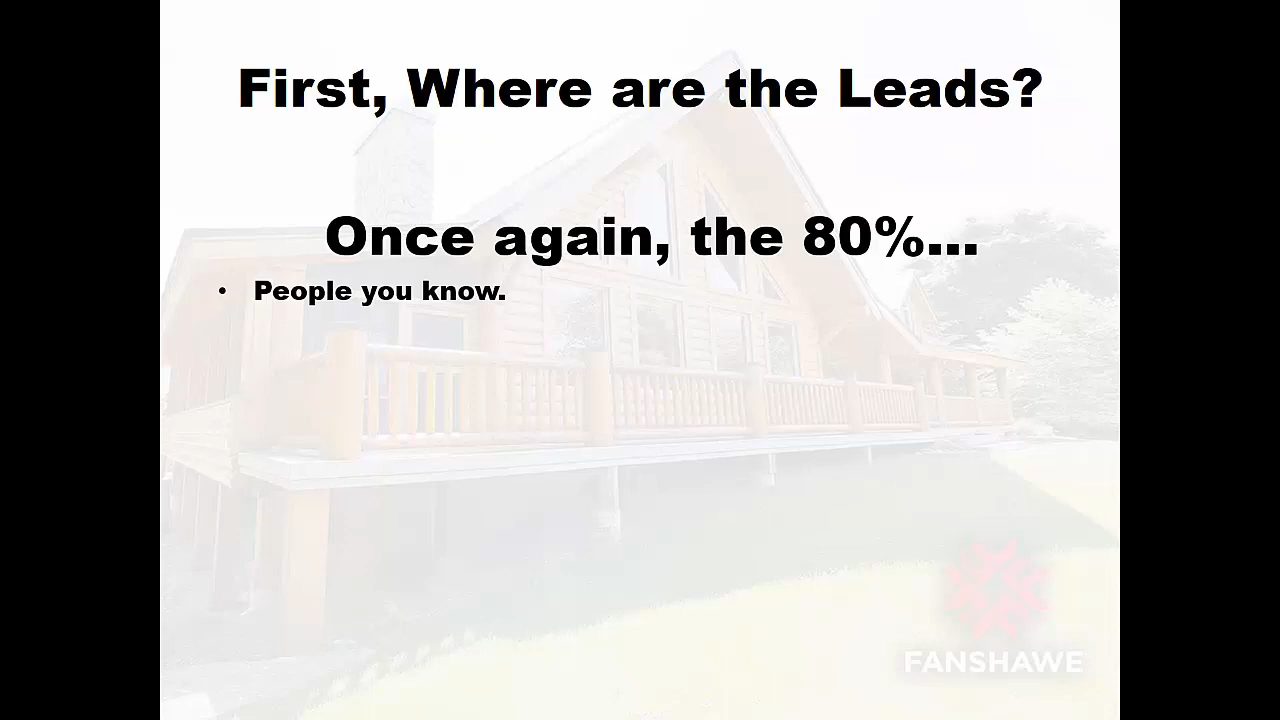 First, Where are the Leads?
Once again, the 80%...
• People you know.
FANSHAWE